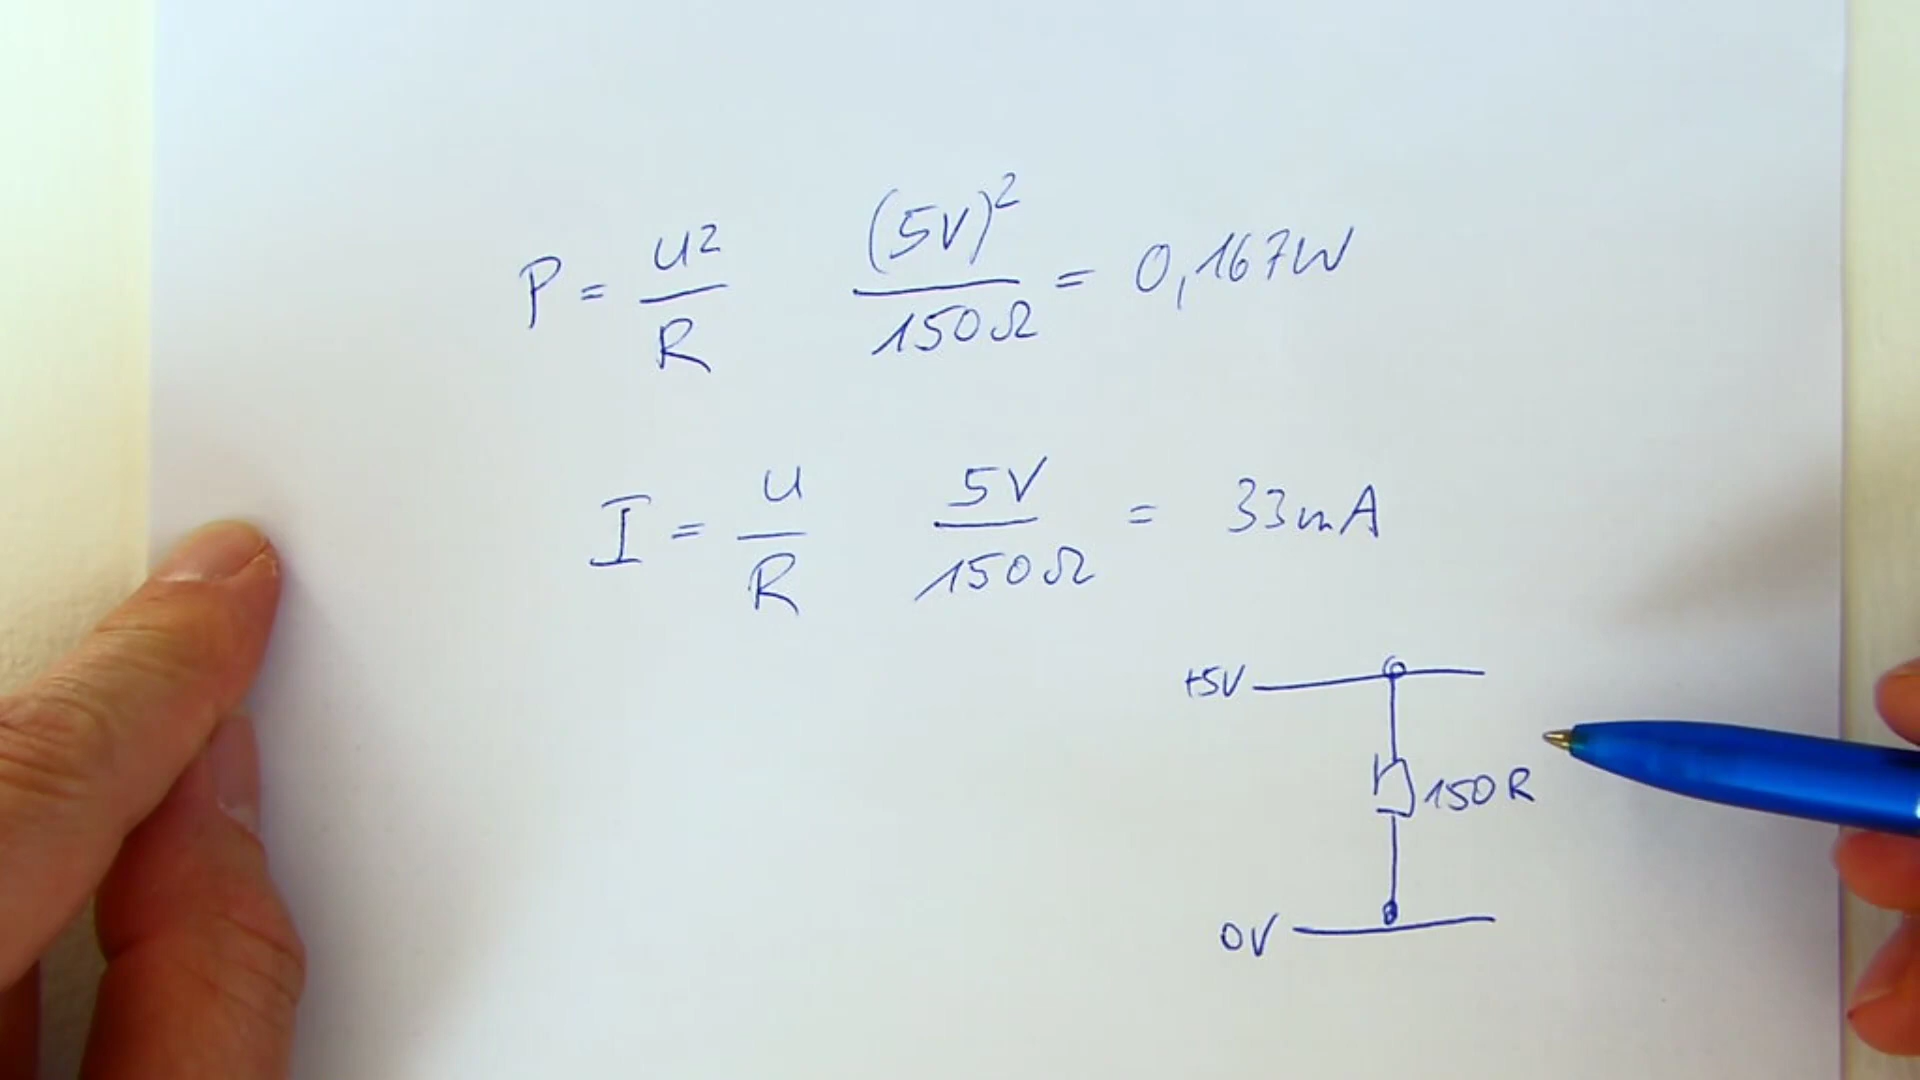 P = U²/R (5V)²/150Ω = 0,167W
I = U/R 5V/150Ω = 33mA
+5V
150R
0V